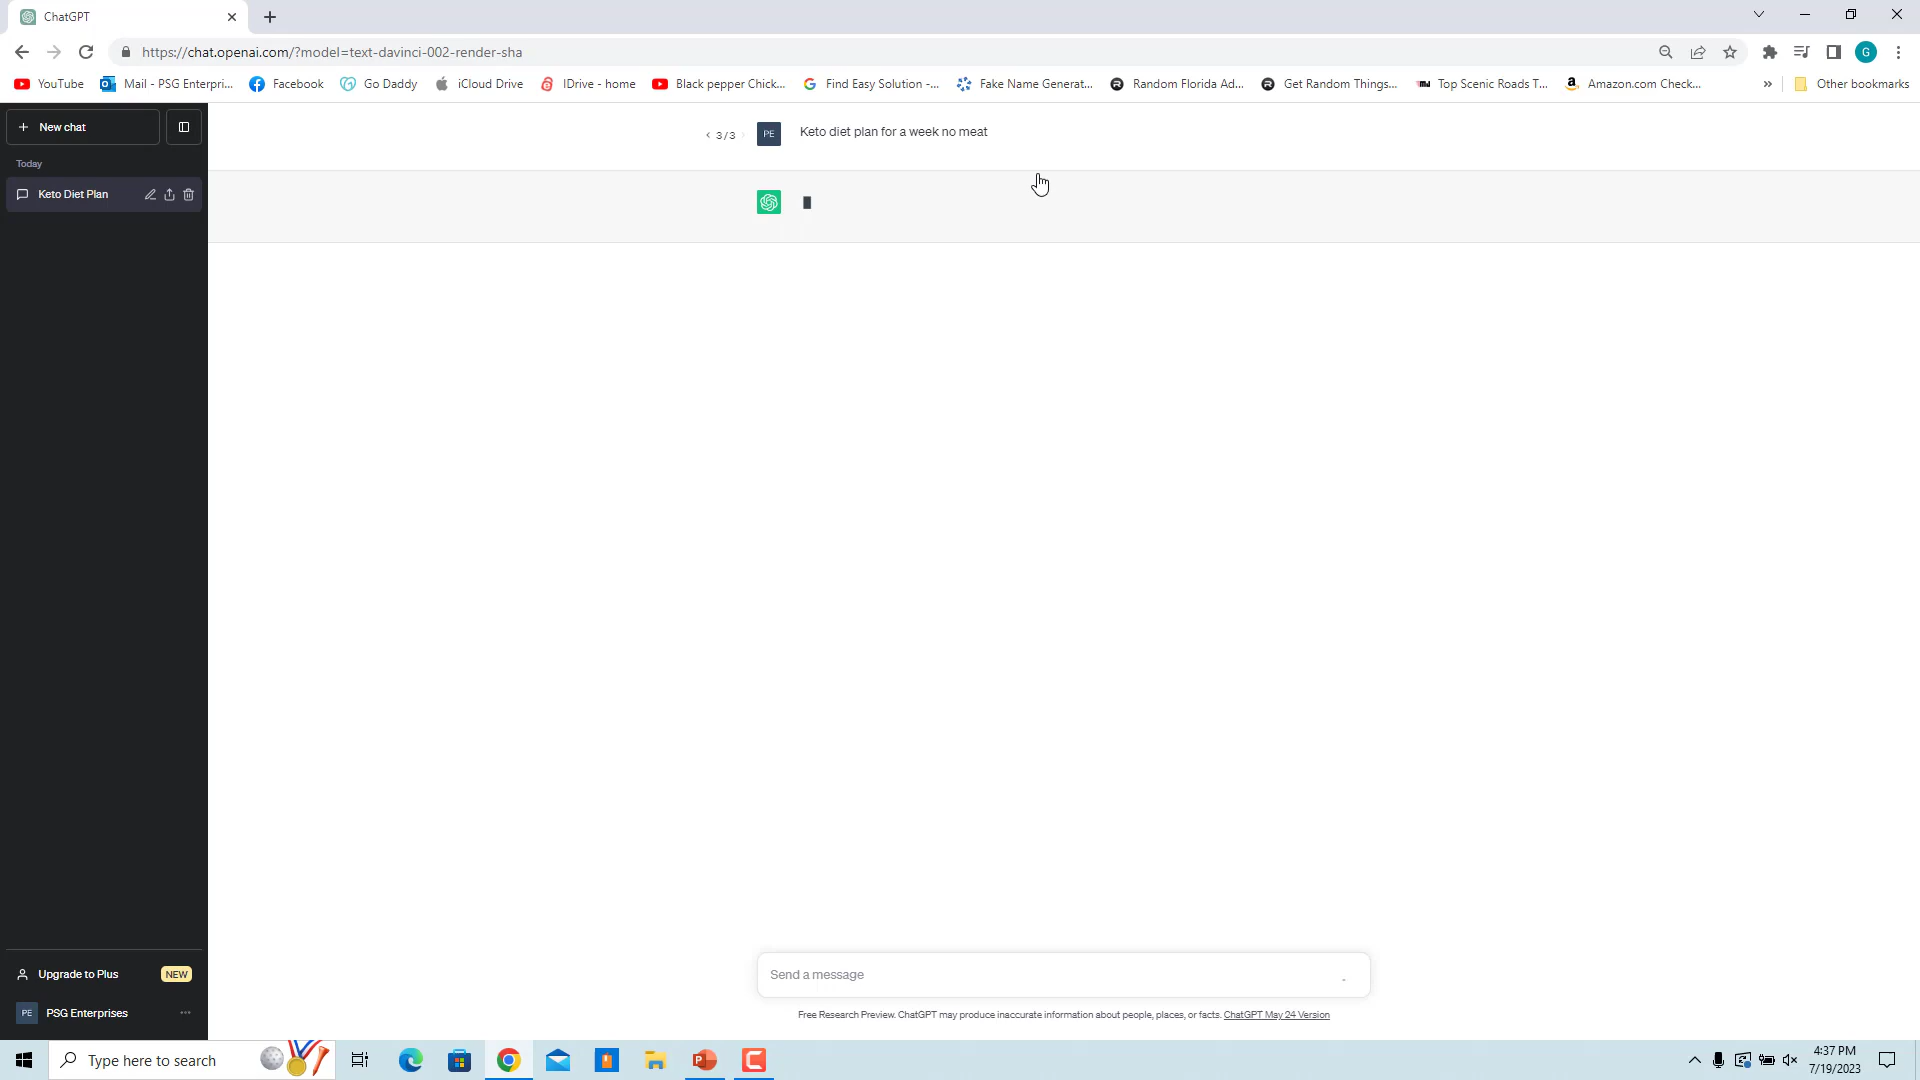 ChatGPT
https://chat.openai.com/?model=text-davinci-002-render-sha
YouTube Mail - PSG Enterpri... Facebook Go Daddy iCloud Drive IDrive - home Black pepper Chick... Find Easy Solution -... Fake Name Generat... Random Florida Ad... Get Random Things... Top Scenic Roads T... Amazon.com Check... » Other bookmarks
G
+ New chat
< 3/3 PE Keto diet plan for a week no meat
Today
Keto Diet Plan
Send a message
Upgrade to Plus NEW
PE PSG Enterprises ...
Free Research Preview. ChatGPT may produce inaccurate information about people, places, or facts. ChatGPT May 24 Version
Type here to search
4:37 PM
7/19/2023